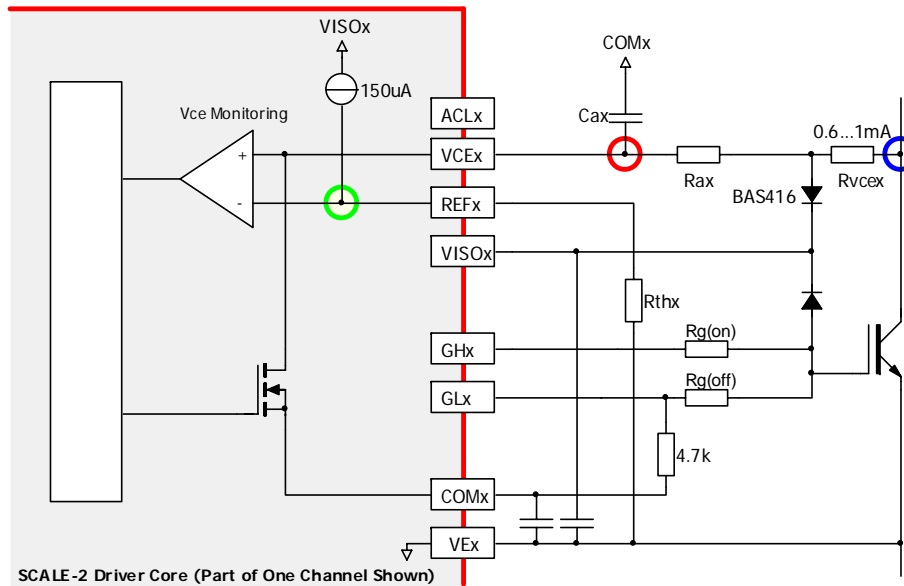 VISOx
COMx
150uA
Vce Monitoring
ACLx
Cax
0.6...1mA
+
VCEx
Rax
Rvcex
BAS416
-
REFx
VISOx
Rthx
Rg(on)
GHx
Rg(off)
GLx
4.7k
COMx
VEx
SCALE-2 Driver Core (Part of One Channel Shown)